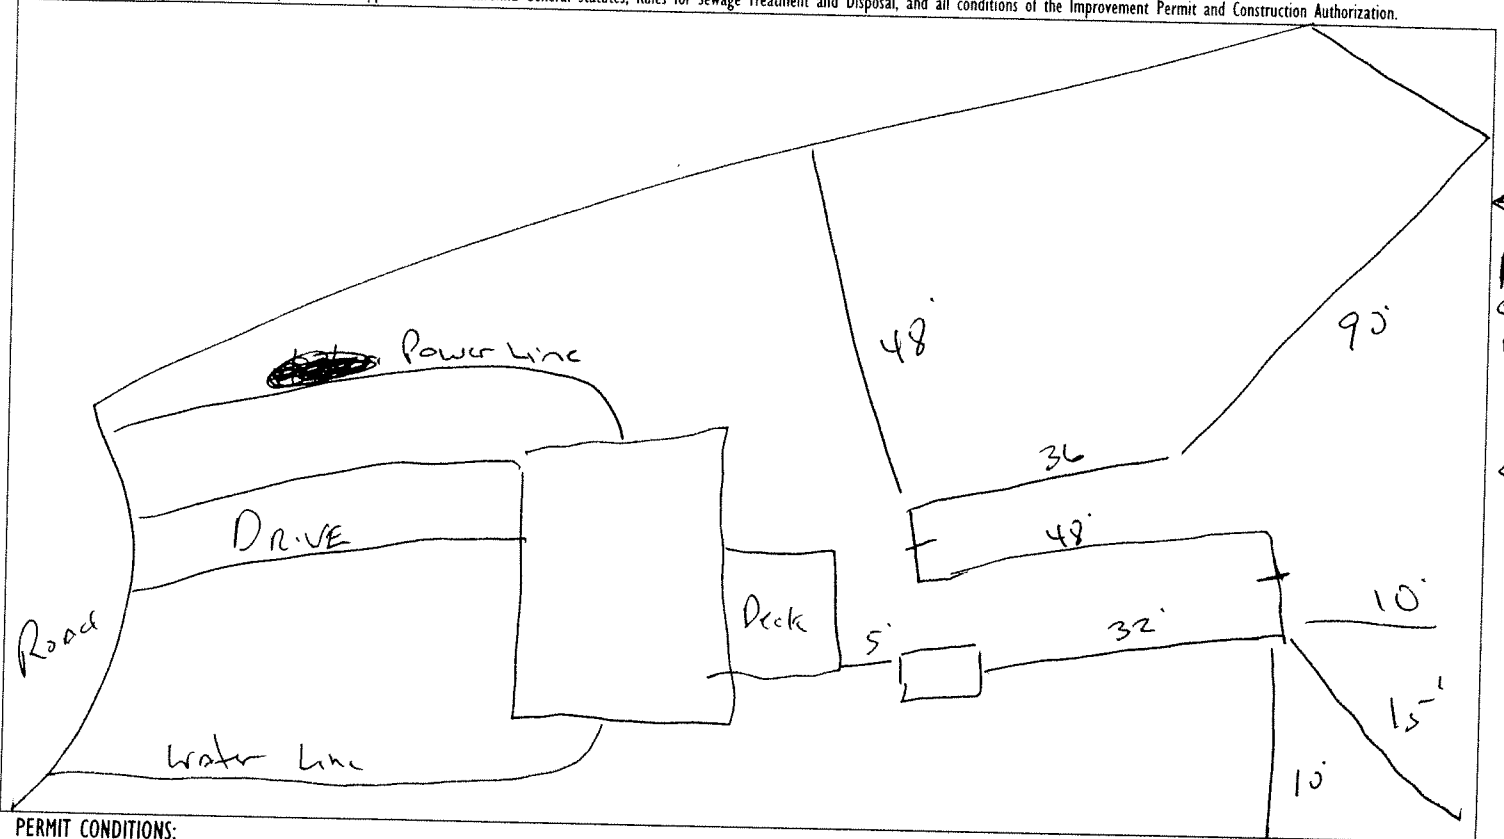 General Statutes, Rules for Sewage Treatment and Disposal, and all conditions of the Improvement Permit and Construction Authorization.
Power Line
48'
90'
36
48'
DRIVE
Deck
5'
32'
10'
Road
15'
Water Line
10'
PERMIT CONDITIONS: